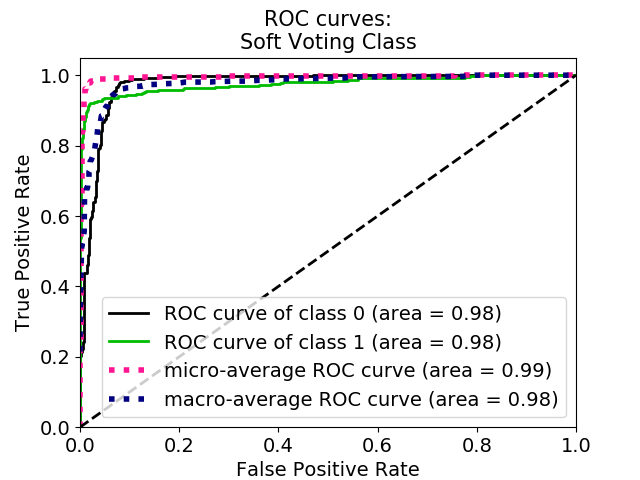 ROC curves:
Soft Voting Class
True Positive Rate
1.0
0.8
0.6
0.4
0.2
0.0
ROC curve of class 0 (area = 0.98)
ROC curve of class 1 (area = 0.98)
micro-average ROC curve (area = 0.99)
macro-average ROC curve (area = 0.98)
0.0 0.2 0.4 0.6 0.8 1.0
False Positive Rate